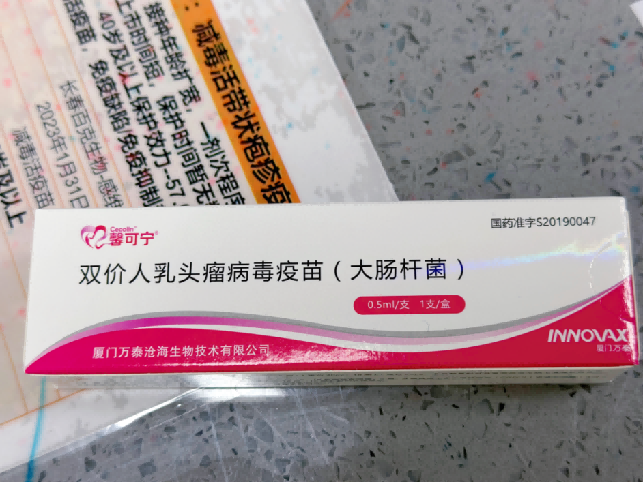 ：减毒活带状疱疹疫
接种年龄扩宽，一剂次程序
上市时间短，保护时间暂无
40岁及以上保护效力-57.
活疫苗，免疫缺陷/免疫抑制
长春百克生物
2023年1月31日
减毒活疫苗
岁及以上
Cecolin®
馨可宁®
国药准字S20190047
双价人乳头瘤病毒疫苗（大肠杆菌）
0.5ml/支 1支/盒
厦门万泰沧海生物技术有限公司
INNOVAX
厦门万泰